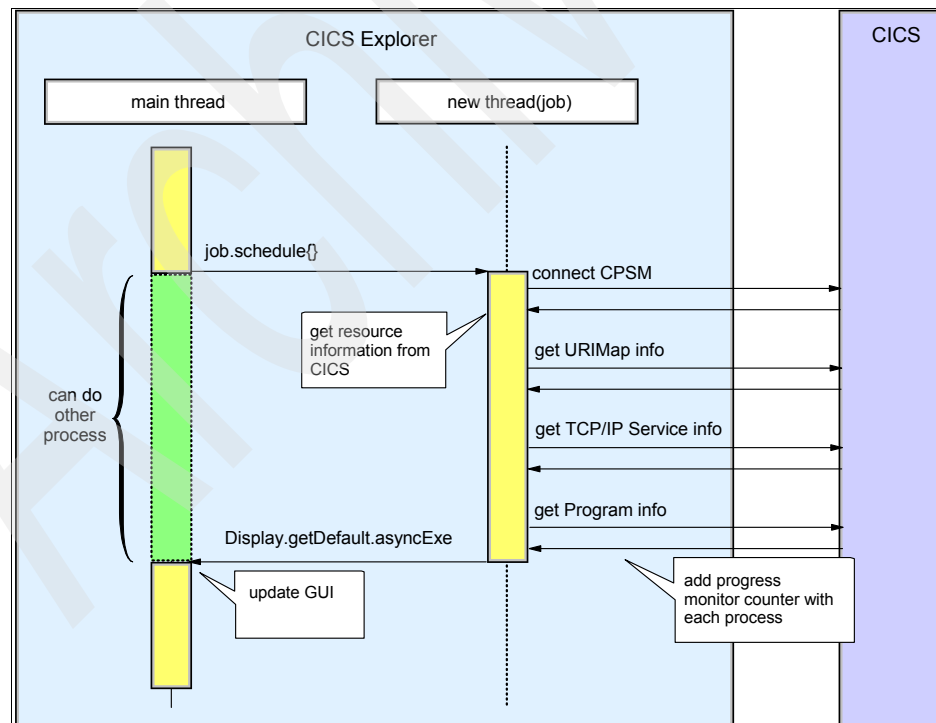 CICS Explorer
CICS
main thread
new thread(job)
job.schedule{}
connect CPSM
get resource
information from
CICS
get URIMap info
can do
other
process
get TCP/IP Service info
get Program info
Display.getDefault.asyncExe
update GUI
add progress
monitor counter with
each process